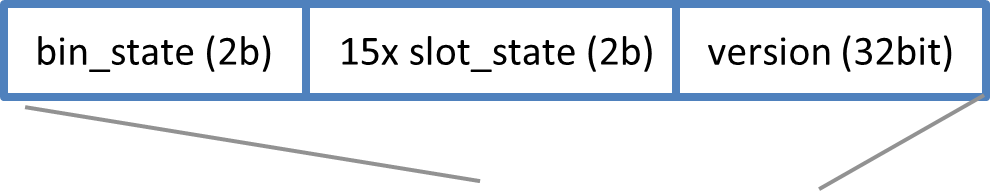 bin_state (2b) 15x slot_state (2b) version (32bit)